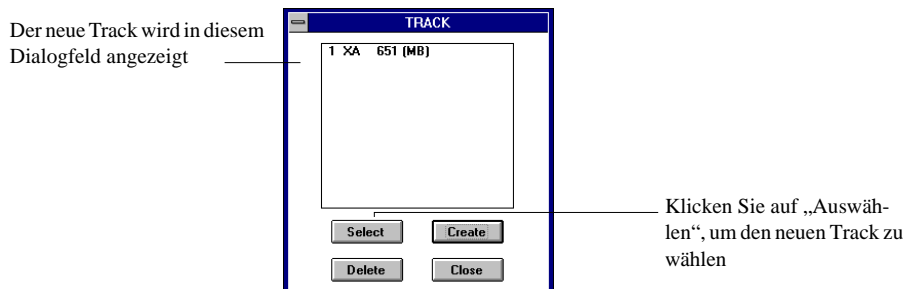 Der neue Track wird in diesem
Dialogfeld angezeigt
TRACK
1 XA 651 (MB)
Select Create
Delete Close
Klicken Sie auf „Auswäh-
len“, um den neuen Track zu
wählen